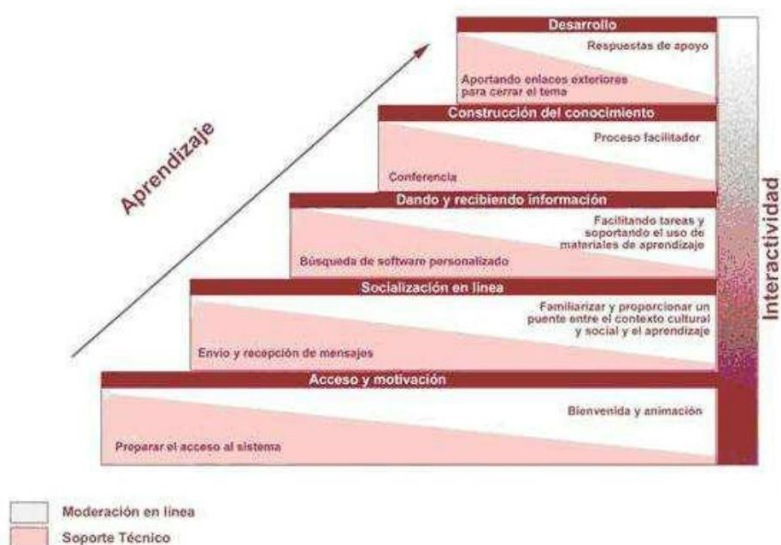 Desarrollo
Respuestas de apoyo
Aportando enlaces exteriores
para cerrar el tema
Construcción del conocimiento
Proceso facilitador
Conferencia
Dando y recibiendo información
Facilitando tareas y
soportando el uso de
materiales de aprendizaje
Búsqueda de software personalizado
Socialización en línea
Familiarizar y proporcionar un
puente entre el contexto cultural
y social y el aprendizaje
Envío y recepción de mensajes
Acceso y motivación
Bienvenida y animación
Preparar el acceso al sistema
Aprendizaje
Interactividad
Moderación en línea
Soporte Técnico